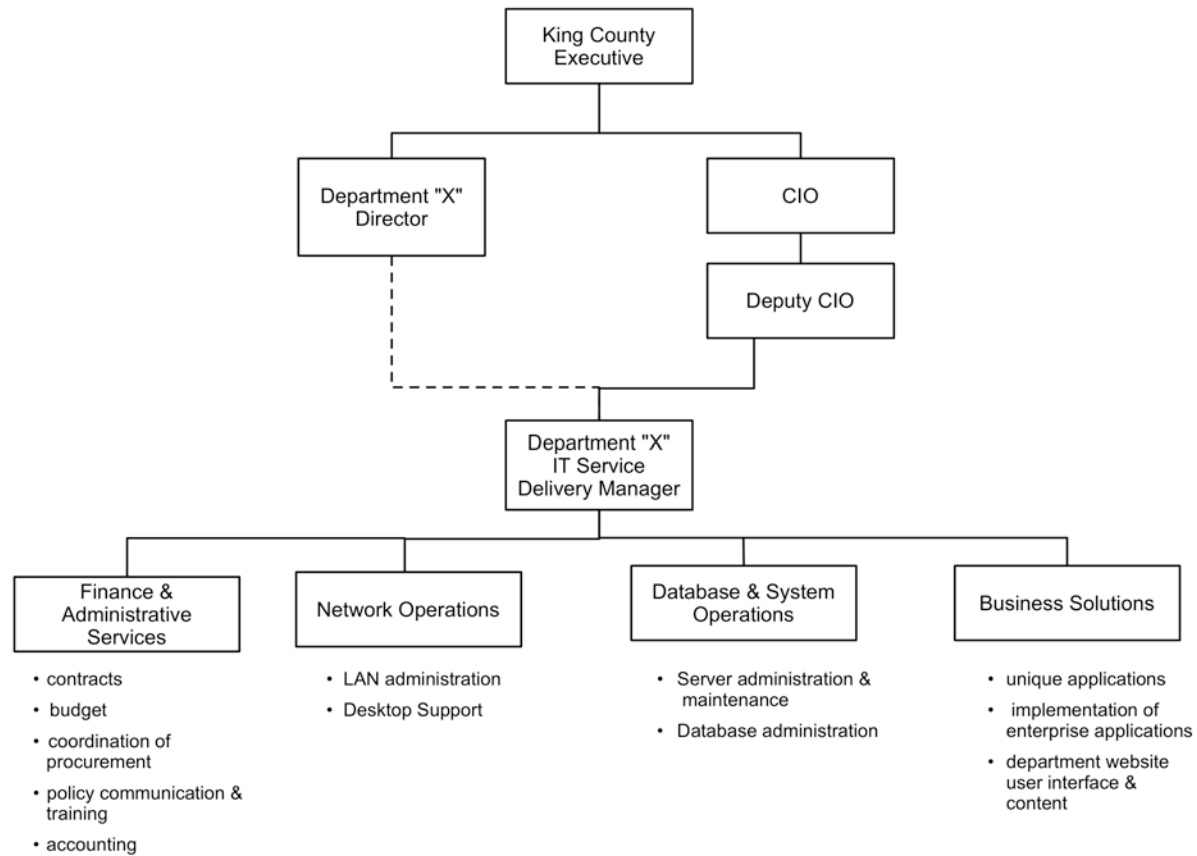 King County
Executive
Department "X"
Director
CIO
Deputy CIO
Department "X"
IT Service
Delivery Manager
Finance &
Administrative
Services
• contracts
• budget
• coordination of
procurement
• policy communication &
training
• accounting
Network Operations
• LAN administration
• Desktop Support
Database & System
Operations
• Server administration &
maintenance
• Database administration
Business Solutions
• unique applications
• implementation of
enterprise applications
• department website
user interface &
content